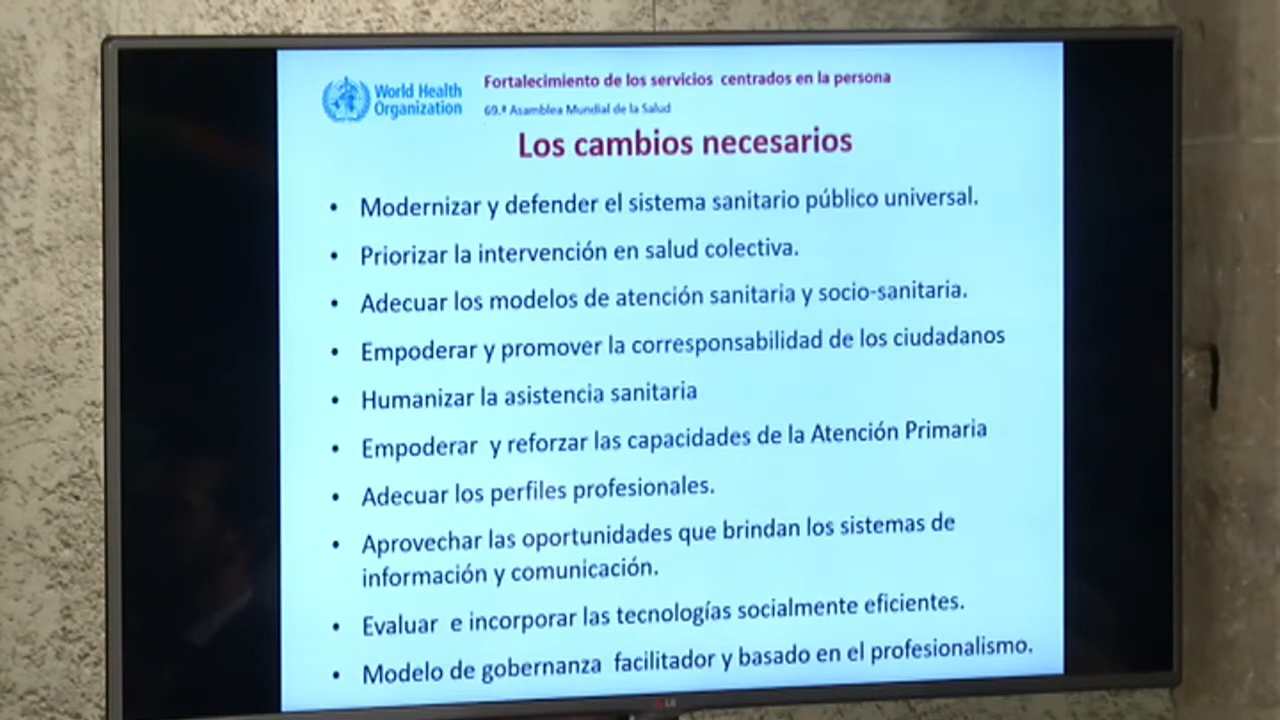 World Health
Organization
Fortalecimiento de los servicios centrados en la persona
69.ª Asamblea Mundial de la Salud
Los cambios necesarios
• Modernizar y defender el sistema sanitario público universal.
• Priorizar la intervención en salud colectiva.
• Adecuar los modelos de atención sanitaria y socio-sanitaria.
• Empoderar y promover la corresponsabilidad de los ciudadanos
• Humanizar la asistencia sanitaria
• Empoderar y reforzar las capacidades de la Atención Primaria
• Adecuar los perfiles profesionales.
• Aprovechar las oportunidades que brindan los sistemas de
información y comunicación.
• Evaluar e incorporar las tecnologías socialmente eficientes.
• Modelo de gobernanza facilitador y basado en el profesionalismo.
LG